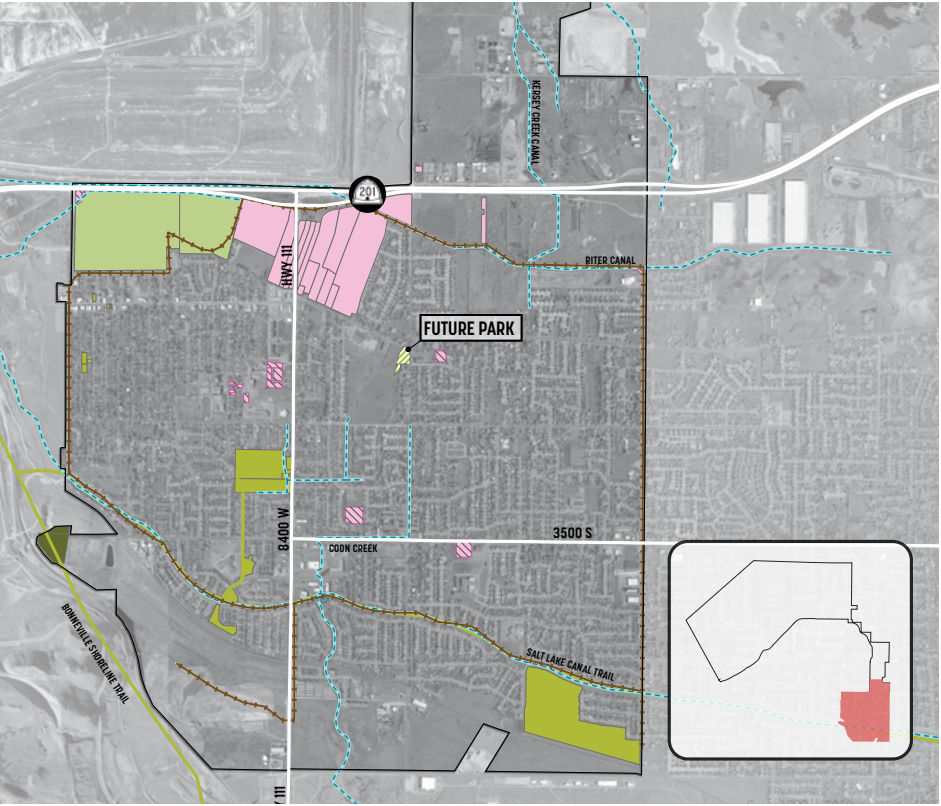 KERSEY CREEK CANAL
201
HWY 111
RITER CANAL
FUTURE PARK
8400 W
3500 S
COON CREEK
BONNEVILLE SHORELINE TRAIL
SALT LAKE CANAL TRAIL
Y 111